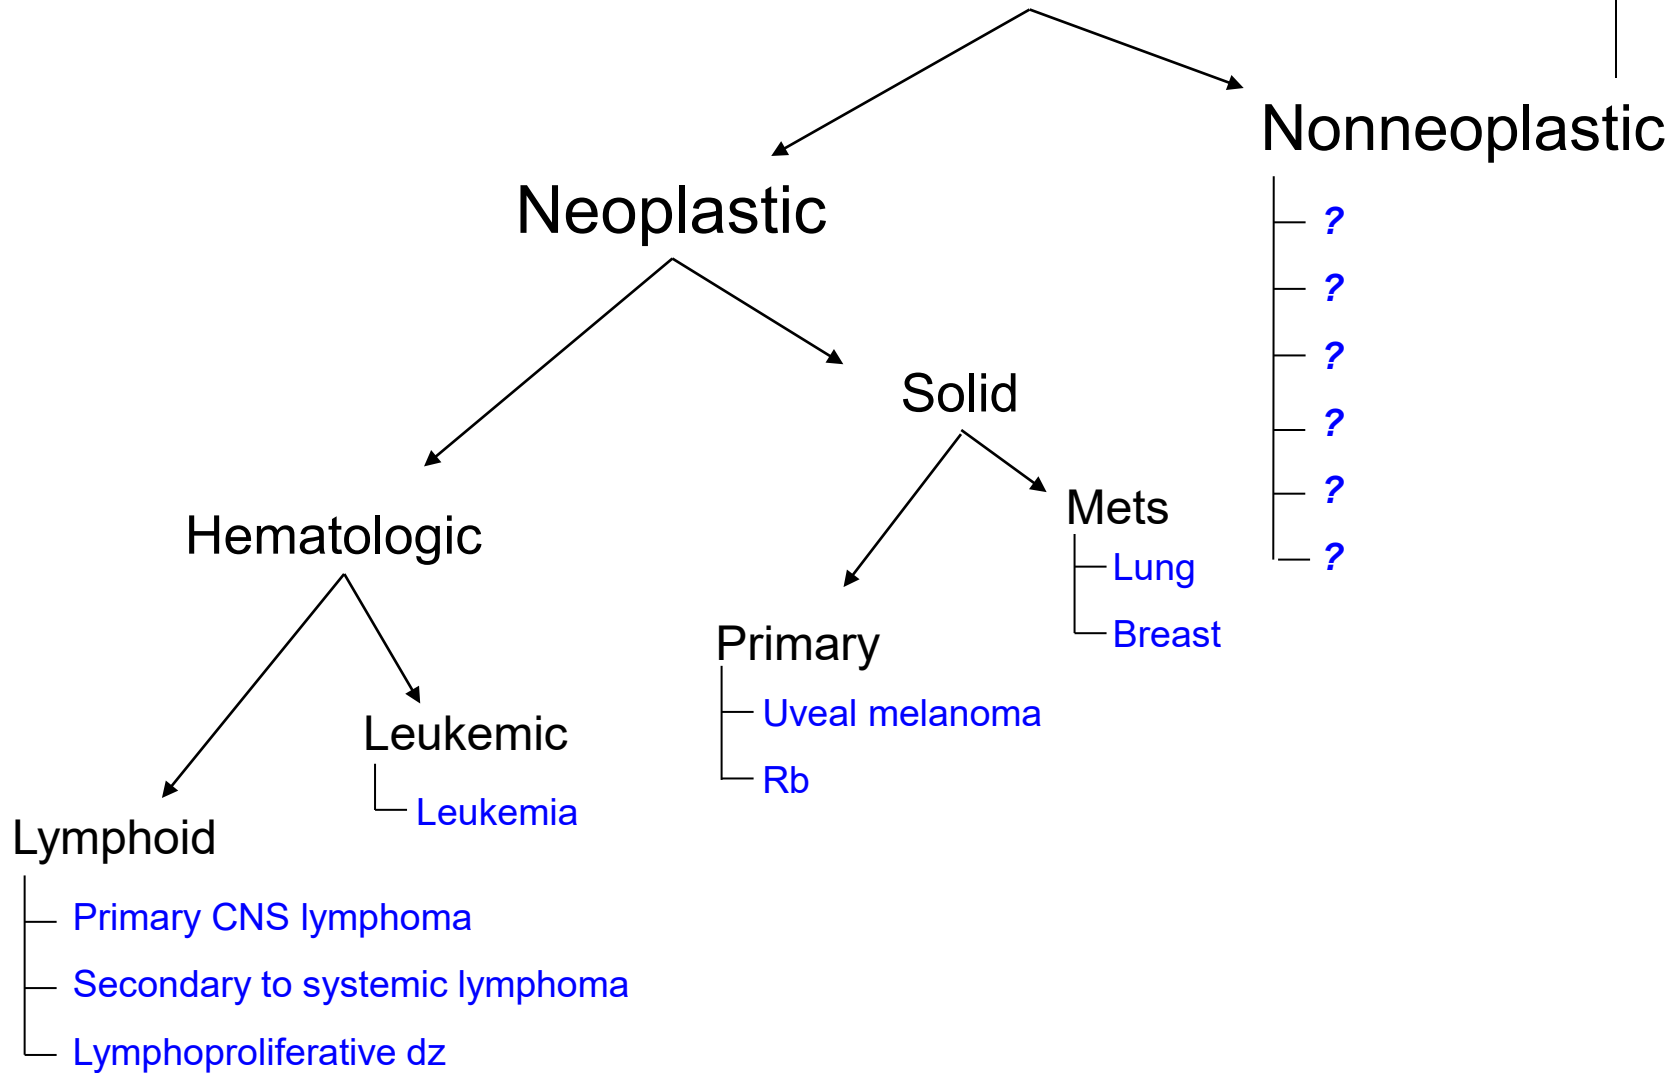 Nonneoplastic
?
?
?
?
?
?
Neoplastic
Solid
Mets
Lung
Breast
Primary
Uveal melanoma
Rb
Hematologic
Leukemic
Leukemia
Lymphoid
Primary CNS lymphoma
Secondary to systemic lymphoma
Lymphoproliferative dz